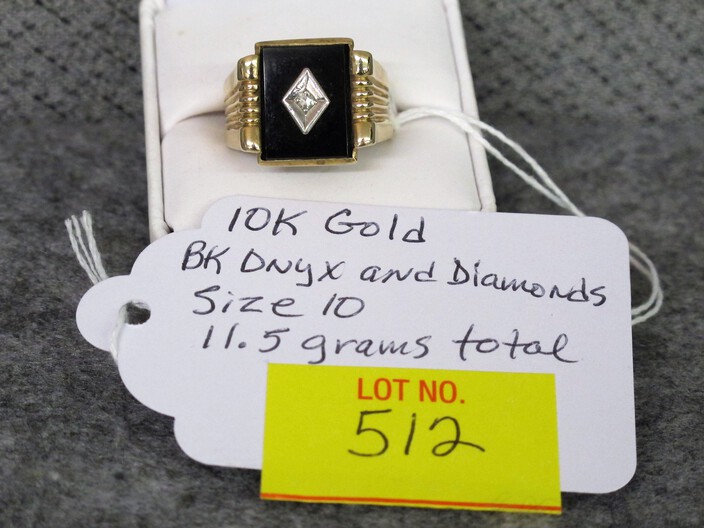 10K Gold
BK Onyx and Diamonds
Size 10
11.5 grams total
LOT NO.
512